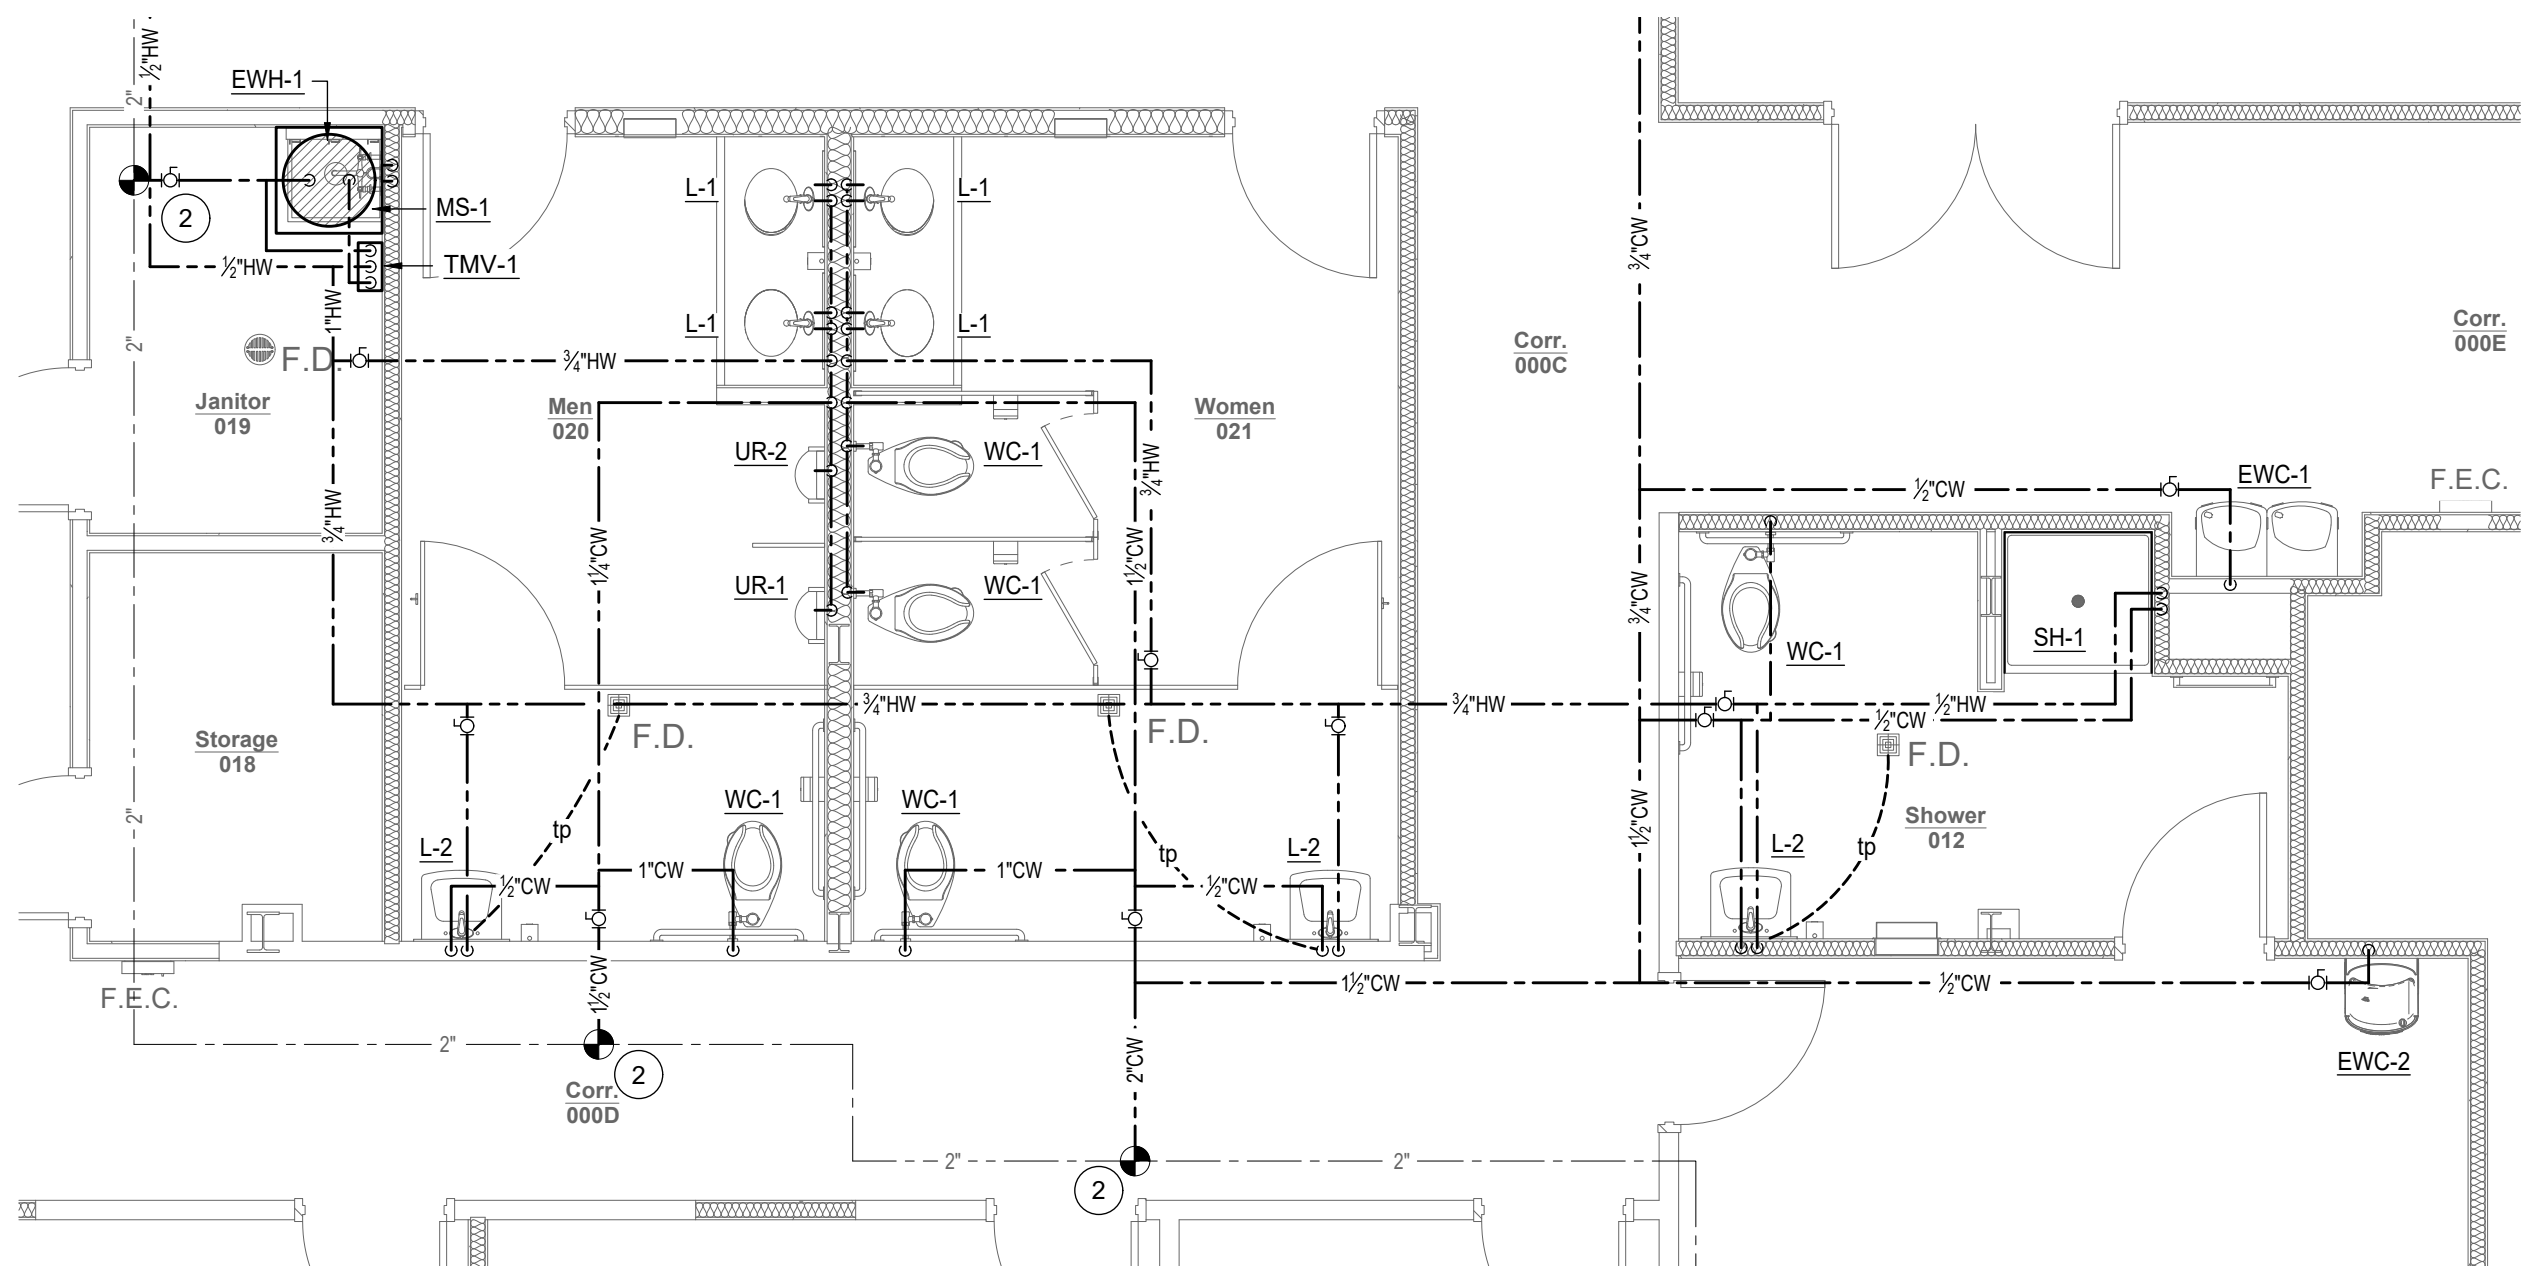 ½"HW
2"
EWH-1
2
MS-1
½"HW
TMV-1
1"HW
2"
F.D.
Janitor
019
¾"HW
L-1
L-1
L-1
L-1
¾"HW
Men
020
Women
021
UR-2
WC-1
¾"HW
1¼"CW
1½"CW
UR-1
WC-1
¾"CW
Corr.
000C
Corr.
000E
½"CW
EWC-1
F.E.C.
¾"CW
WC-1
SH-1
¾"HW
¾"HW
½"HW
½"CW
F.D.
F.D.
F.D.
Storage
018
2"
WC-1
WC-1
tp
tp
tp
L-2
L-2
L-2
1½"CW
Shower
012
½"CW
1"CW
1"CW
½"CW
F.E.C.
1½"CW
1½"CW
½"CW
2"
2
Corr.
000D
2"CW
EWC-2
2"
2"
2